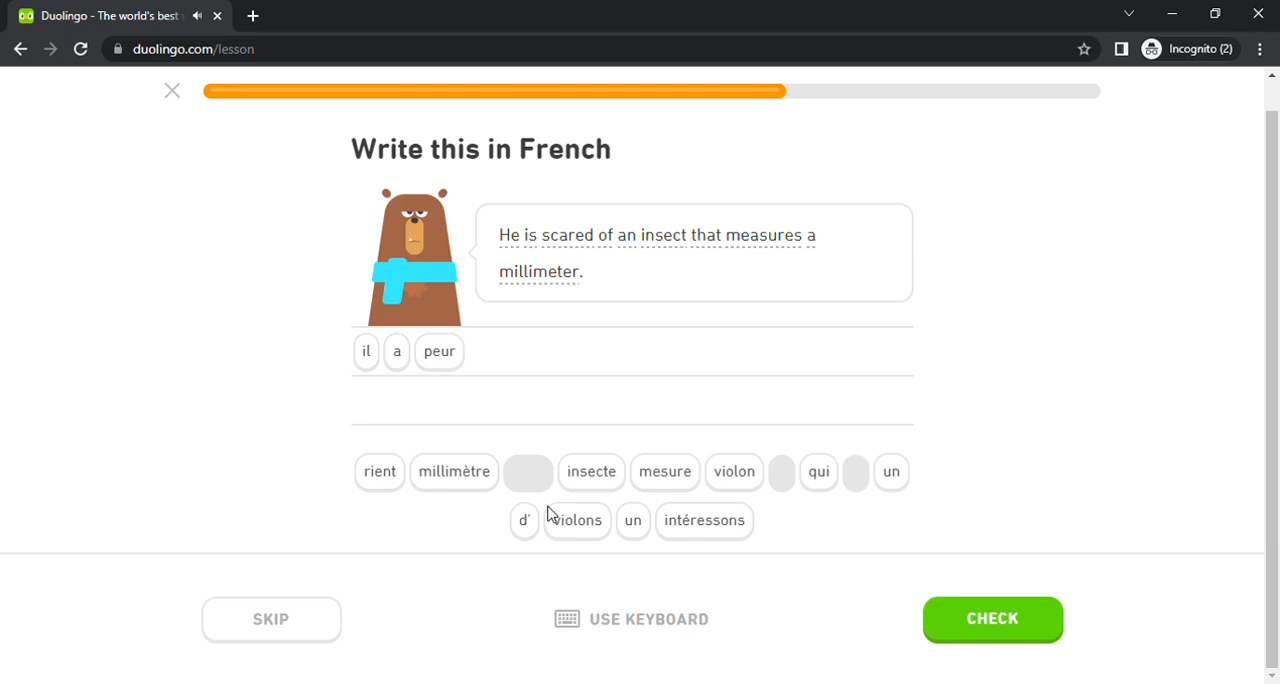 Duolingo - The world's best
duolingo.com/lesson
Incognito (2)
Write this in French
He is scared of an insect that measures a
millimeter.
il a peur
rient millimètre insecte mesure violon qui un
d' violons un intéressons
SKIP USE KEYBOARD CHECK